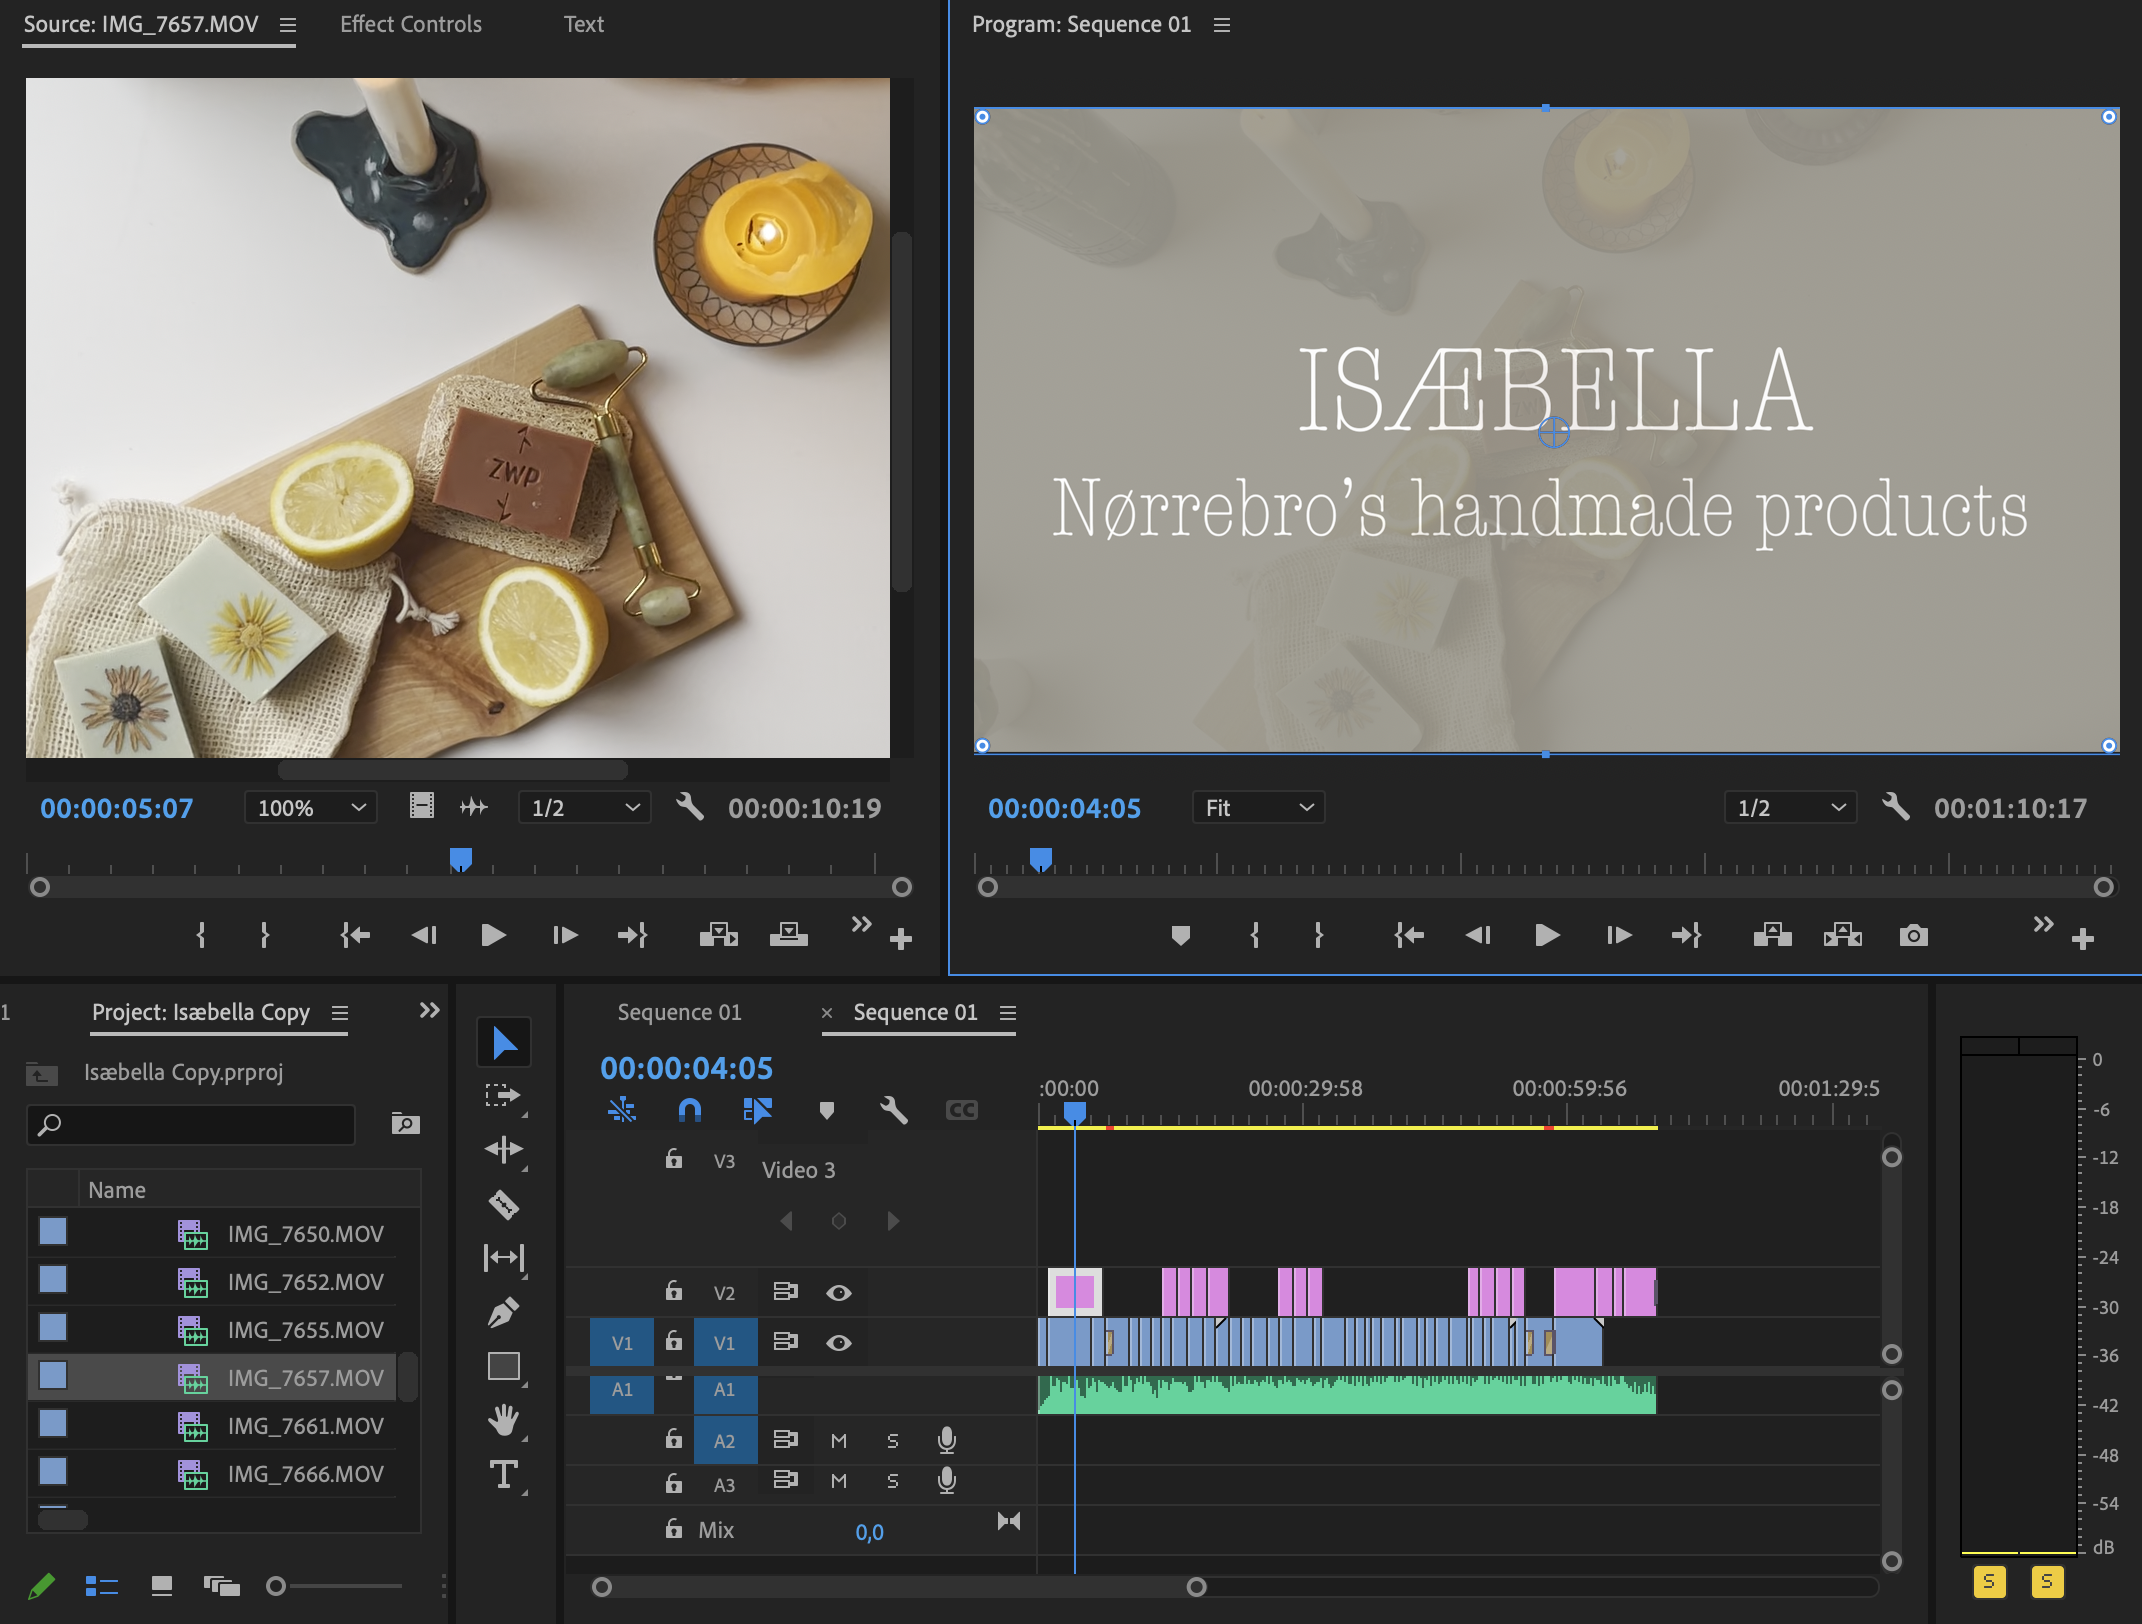 Source: IMG_7657.MOV
Effect Controls
Text
Program: Sequence 01
ZWP
ISÆBELLA
Nørrebro’s handmade products
00:00:05:07
100%
1/2
00:00:10:19
00:00:04:05
Fit
1/2
00:01:10:17
1
Project: Isæbella Copy
Isæbella Copy.prproj
Name
IMG_7650.MOV
IMG_7652.MOV
IMG_7655.MOV
IMG_7657.MOV
IMG_7661.MOV
IMG_7666.MOV
Sequence 01
× Sequence 01
00:00:04:05
:00:00
00:00:29:58
00:00:59:56
00:01:29:5
CC
V3
Video 3
V2
V1
V1
A1
A1
A2
M
S
A3
M
S
Mix
0,0
0
-6
-12
-18
-24
-30
-36
-42
-48
-54
dB
S
S